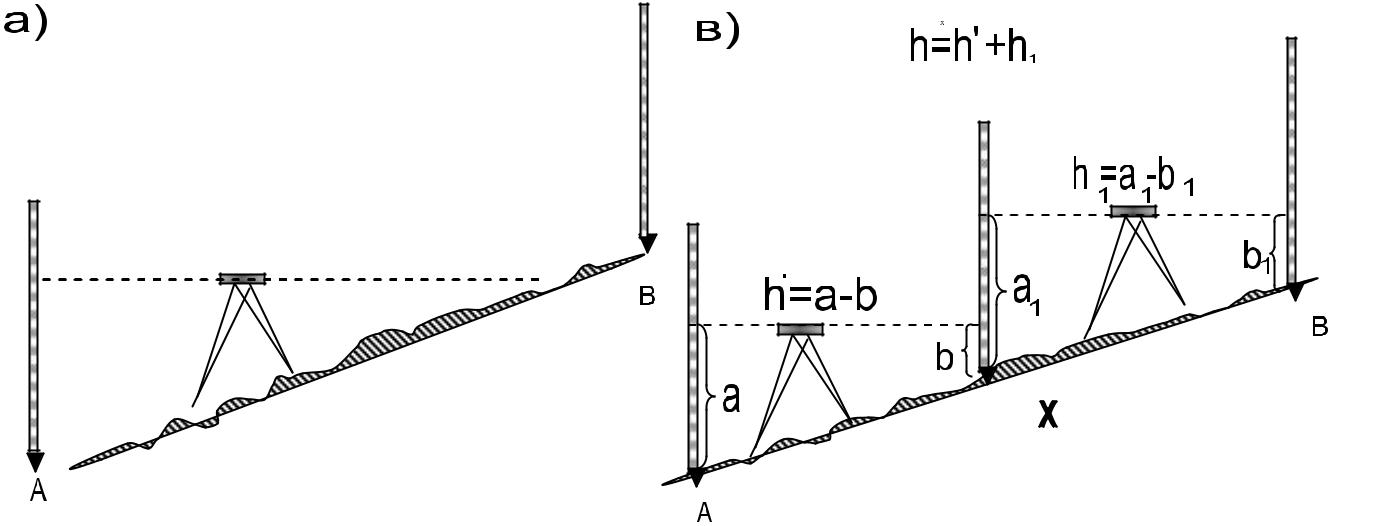 а)
A
B
в)
h=h'+h₁
x
h'=a-b
a
b
a₁
X
h₁=a₁-b₁
b₁
A
B